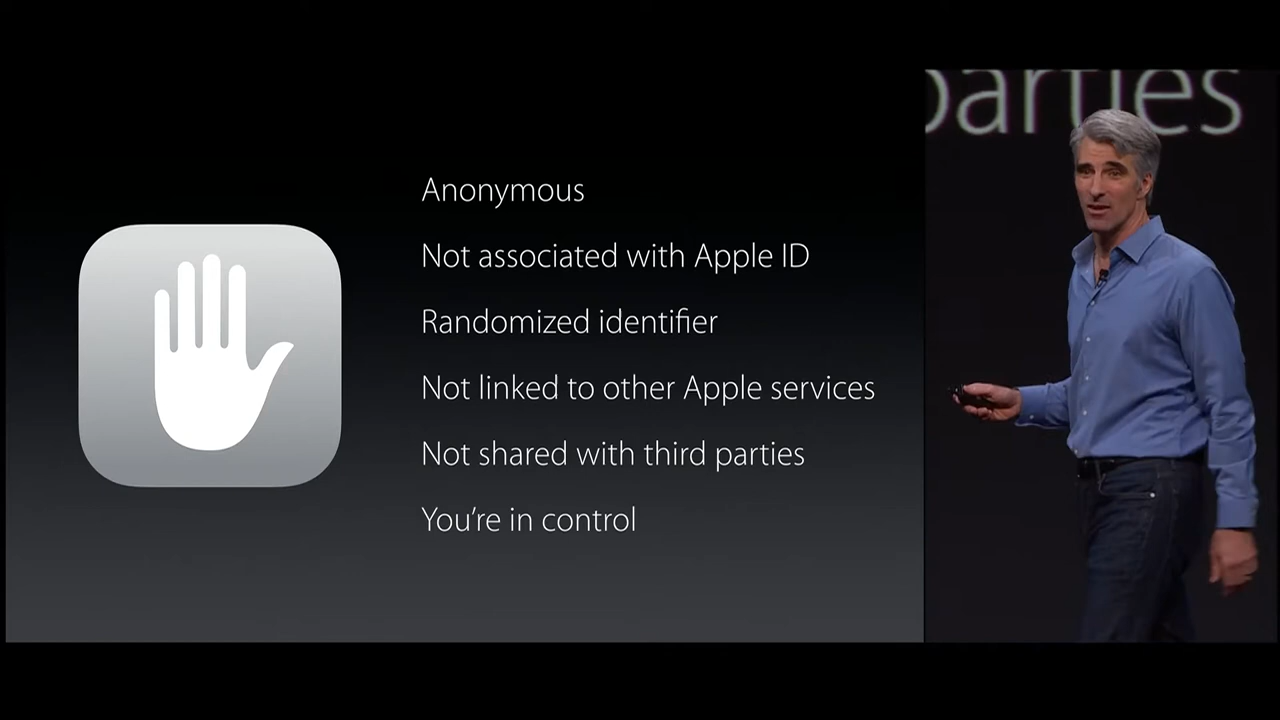 Anonymous
Not associated with Apple ID
Randomized identifier
Not linked to other Apple services
Not shared with third parties
You're in control
parties